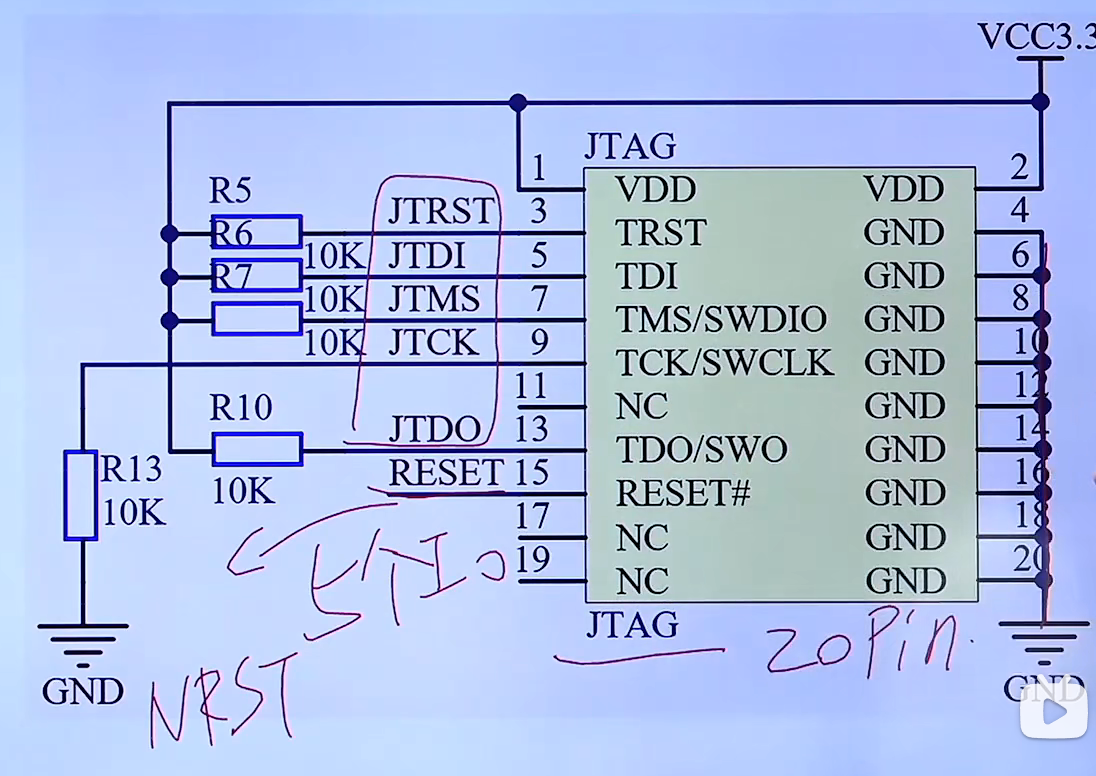 VCC3.3
JTAG
1 VDD VDD 2
R5 JTRST 3 TRST GND 4
R6 10K JTDI 5 TDI GND 6
R7 10K JTMS 7 TMS/SWDIO GND 8
10K JTCK 9 TCK/SWCLK GND 10
11 NC GND 12
R10 JTDO 13 TDO/SWO GND 14
R13 10K RESET 15 RESET# GND 16
10K 17 NC GND 18
19 NC GND 20
5个IO
JTAG
20Pin.
GND NRST GND